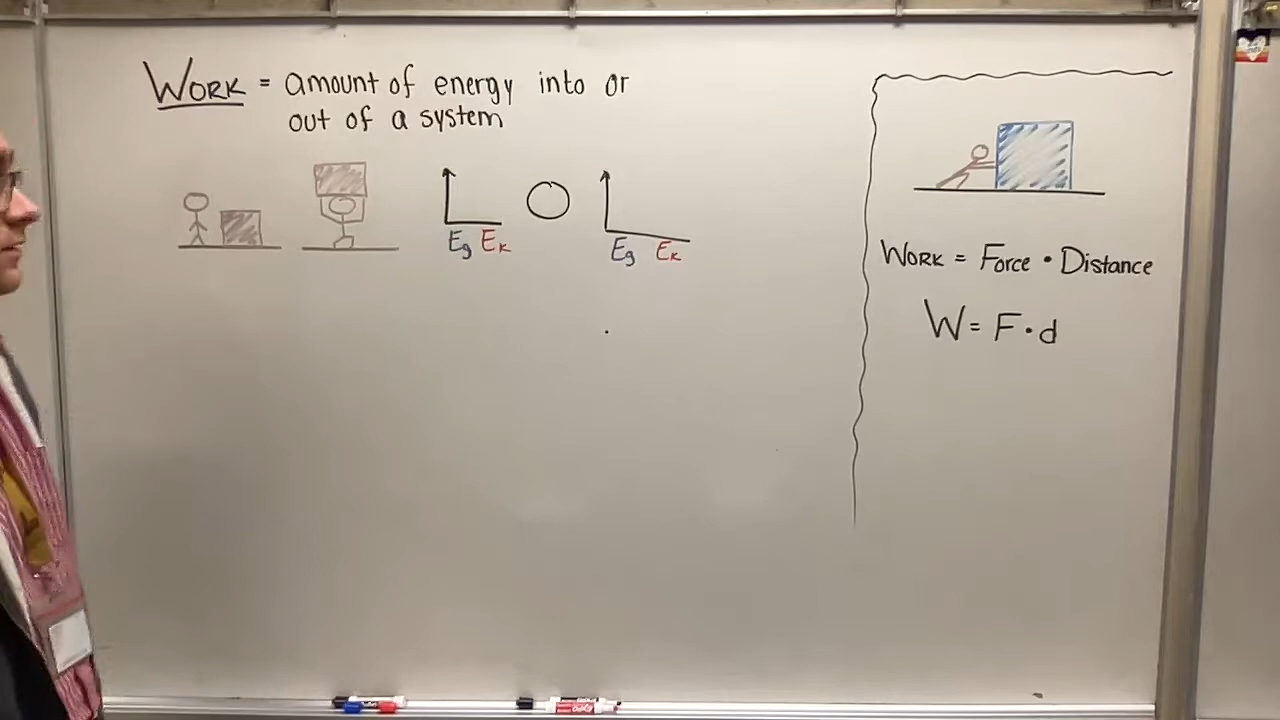 WORK = amount of energy into or
out of a system
Eg Ek
Eg Ek
WORK = Force · Distance
W = F · d